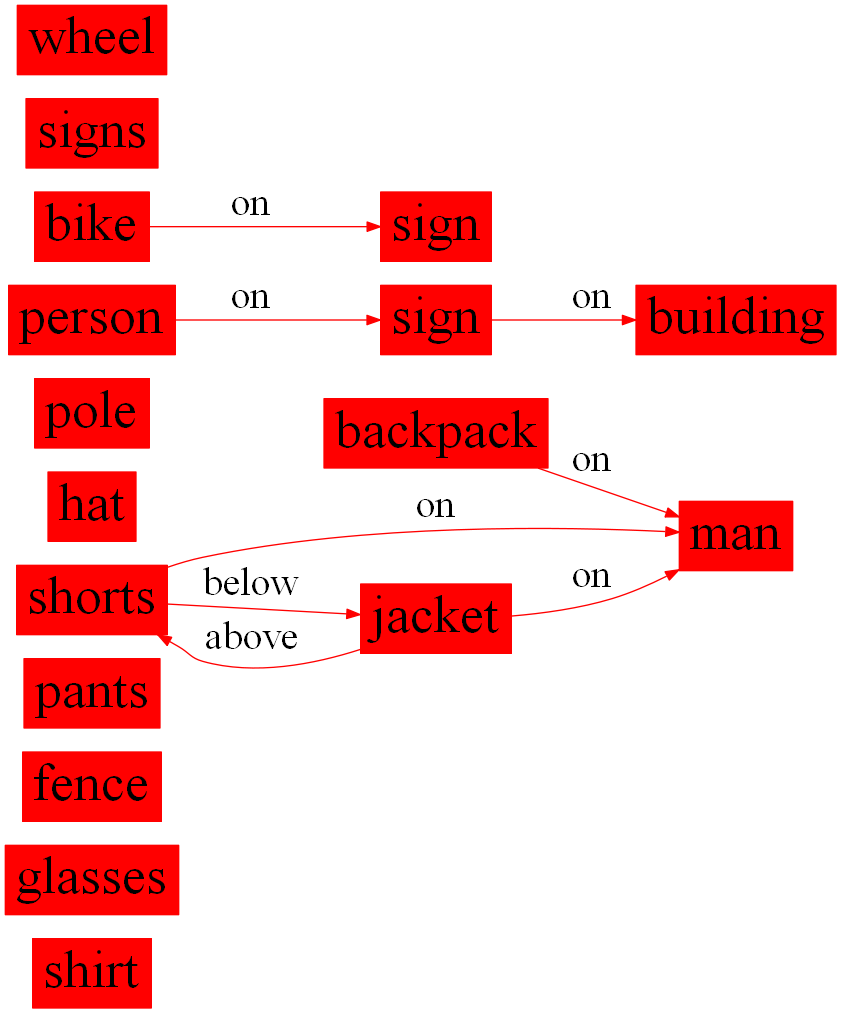 wheel
signs
bike on sign
person on sign on building
pole
backpack
on
hat
on
man
shorts
below
on
jacket
above
pants
fence
glasses
shirt